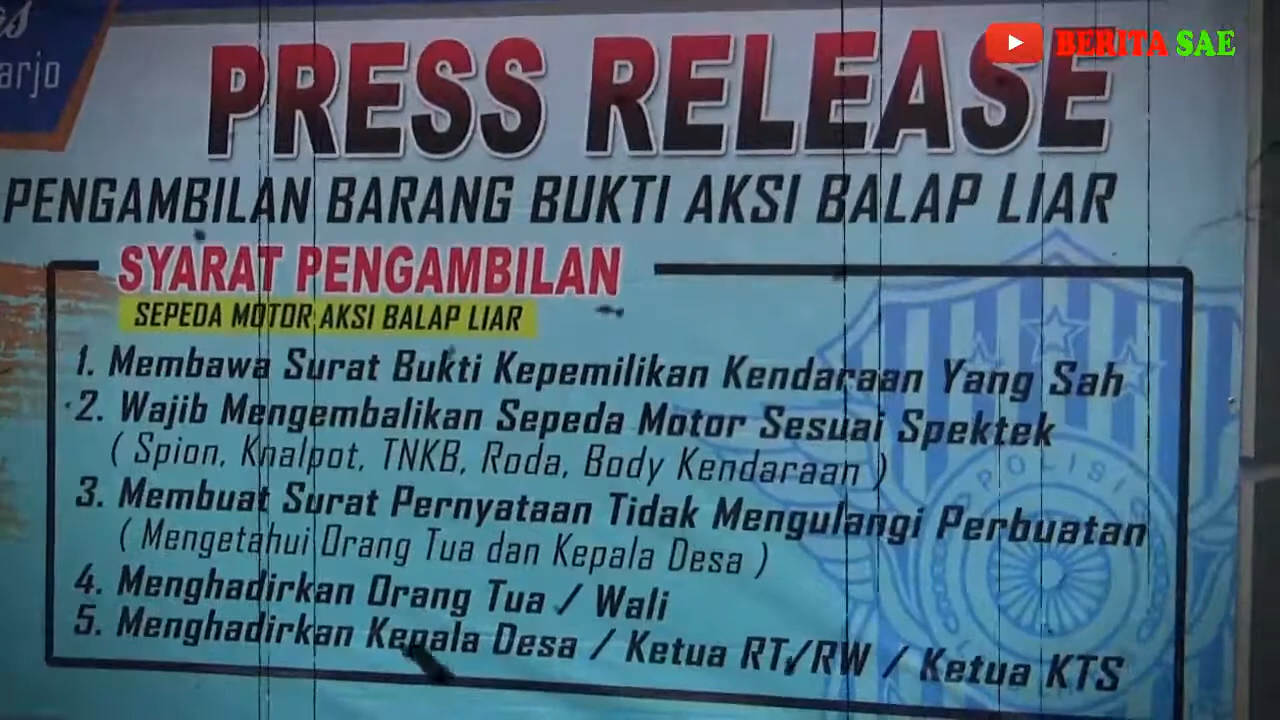 as
arjo
BERITA SAE
PRESS RELEASE
PENGAMBILAN BARANG BUKTI AKSI BALAP LIAR
SYARAT PENGAMBILAN
SEPEDA MOTOR AKSI BALAP LIAR
1. Membawa Surat Bukti Kepemilikan Kendaraan Yang Sah
2. Wajib Mengembalikan Sepeda Motor Sesuai Spektek
( Spion, Knalpot, TNKB, Roda, Body Kendaraan )
3. Membuat Surat Pernyataan Tidak Mengulangi Perbuatan
( Mengetahui Orang Tua dan Kepala Desa )
4. Menghadirkan Orang Tua / Wali
5. Menghadirkan Kepala Desa / Ketua RT/RW / Ketua KTS
POLISI